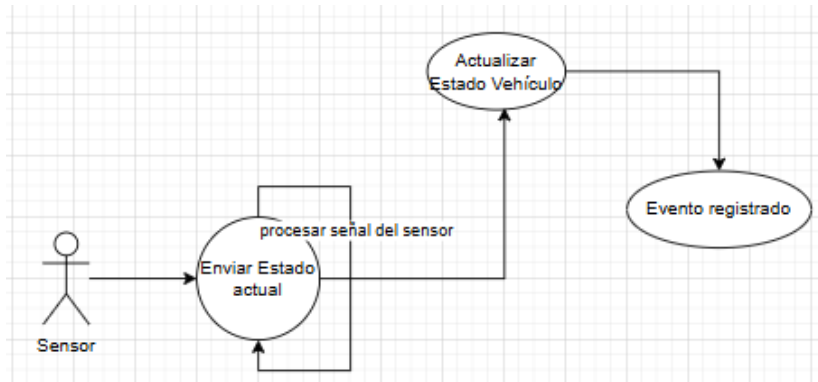 Actualizar
Estado Vehículo
Evento registrado
procesar señal del sensor
Enviar Estado
actual
Sensor